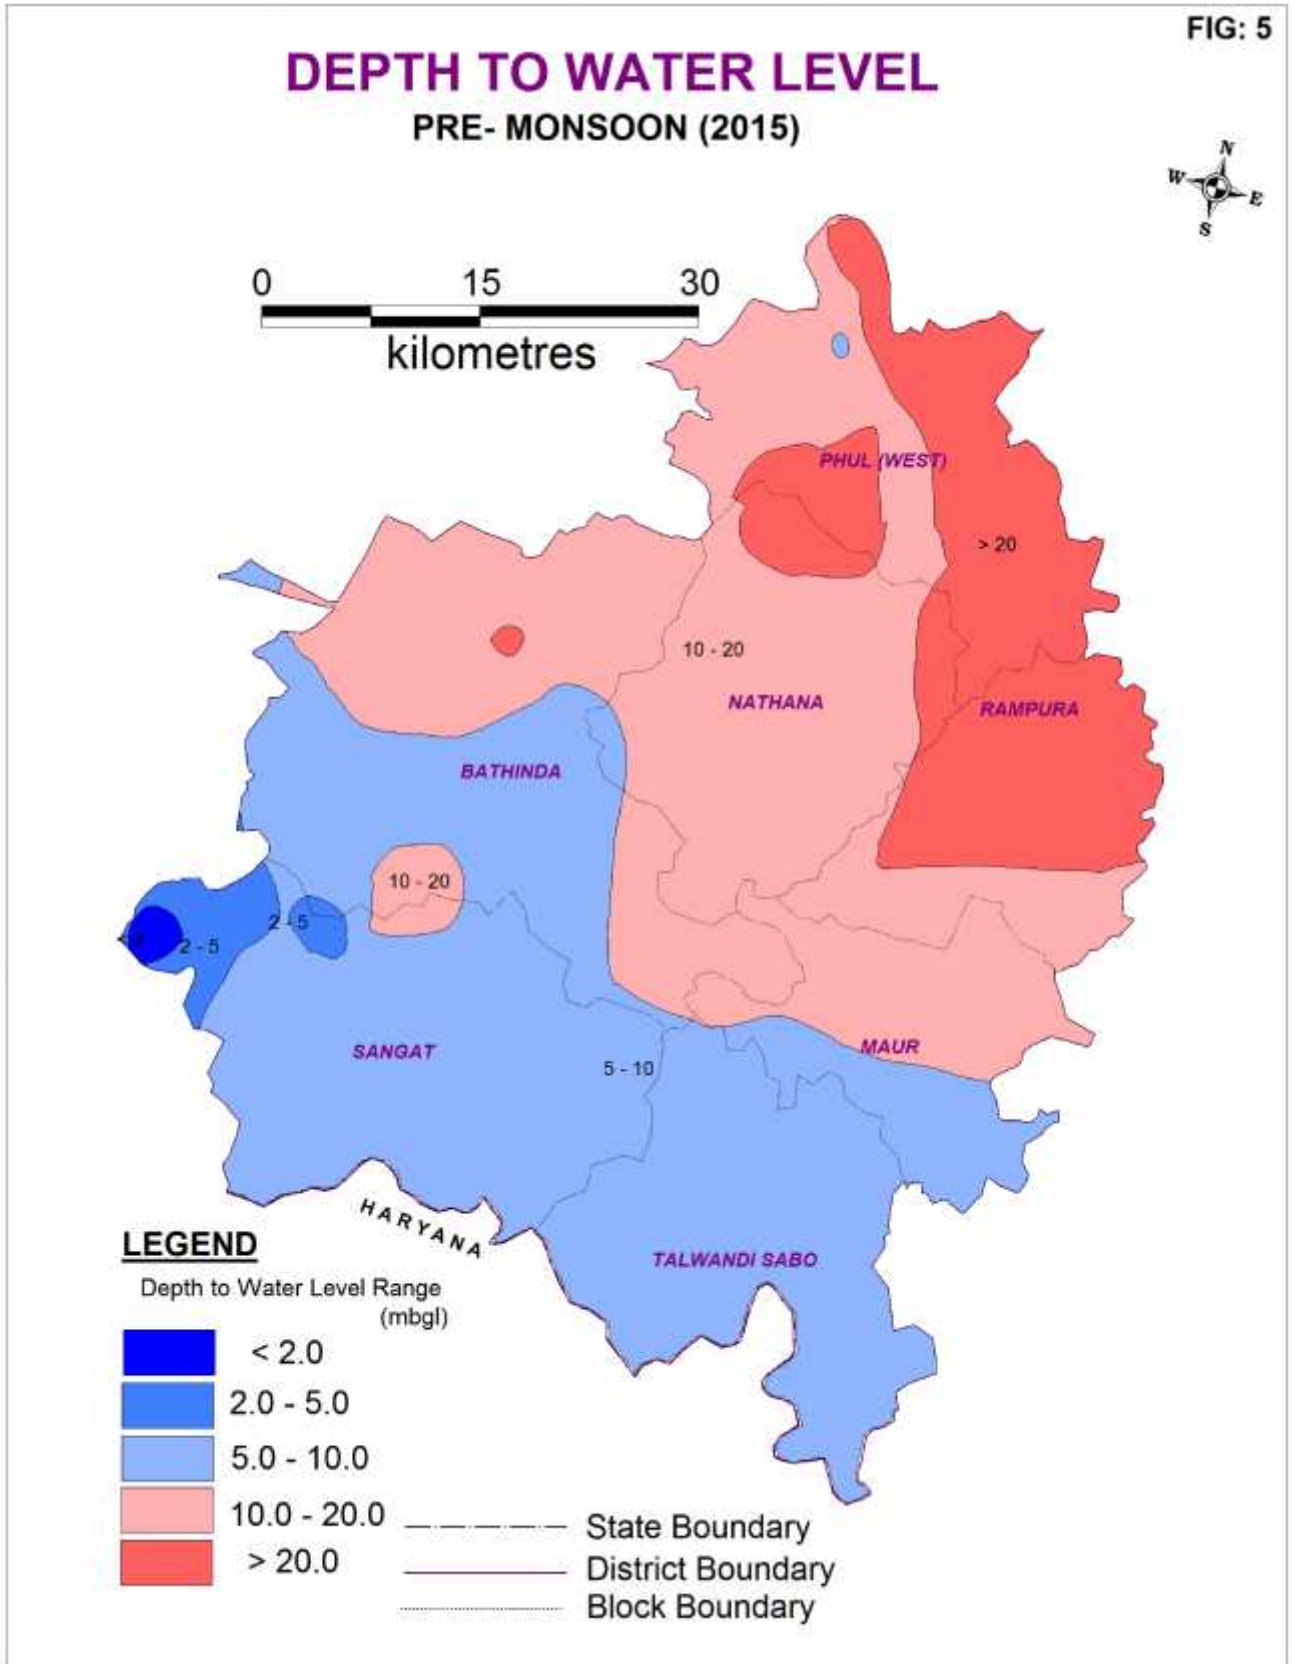 FIG: 5
DEPTH TO WATER LEVEL
PRE- MONSOON (2015)
N
W
E
S
0 15 30
kilometres
PHUL (WEST)
> 20
10 - 20
NATHANA
RAMPURA
BATHINDA
10 - 20
2 - 5
2 - 5
SANGAT
MAUR
5 - 10
HARYANA
TALWANDI SABO
LEGEND
Depth to Water Level Range
(mbgl)
< 2.0
2.0 - 5.0
5.0 - 10.0
10.0 - 20.0
> 20.0
State Boundary
District Boundary
Block Boundary